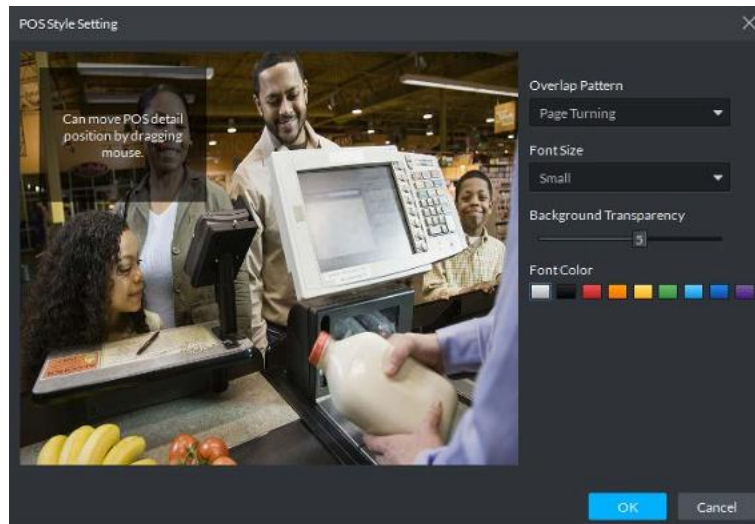 POS Style Setting
Can move POS detail
position by dragging
mouse.
Overlap Pattern
Page Turning
Font Size
Small
Background Transparency
5
Font Color
OK
Cancel